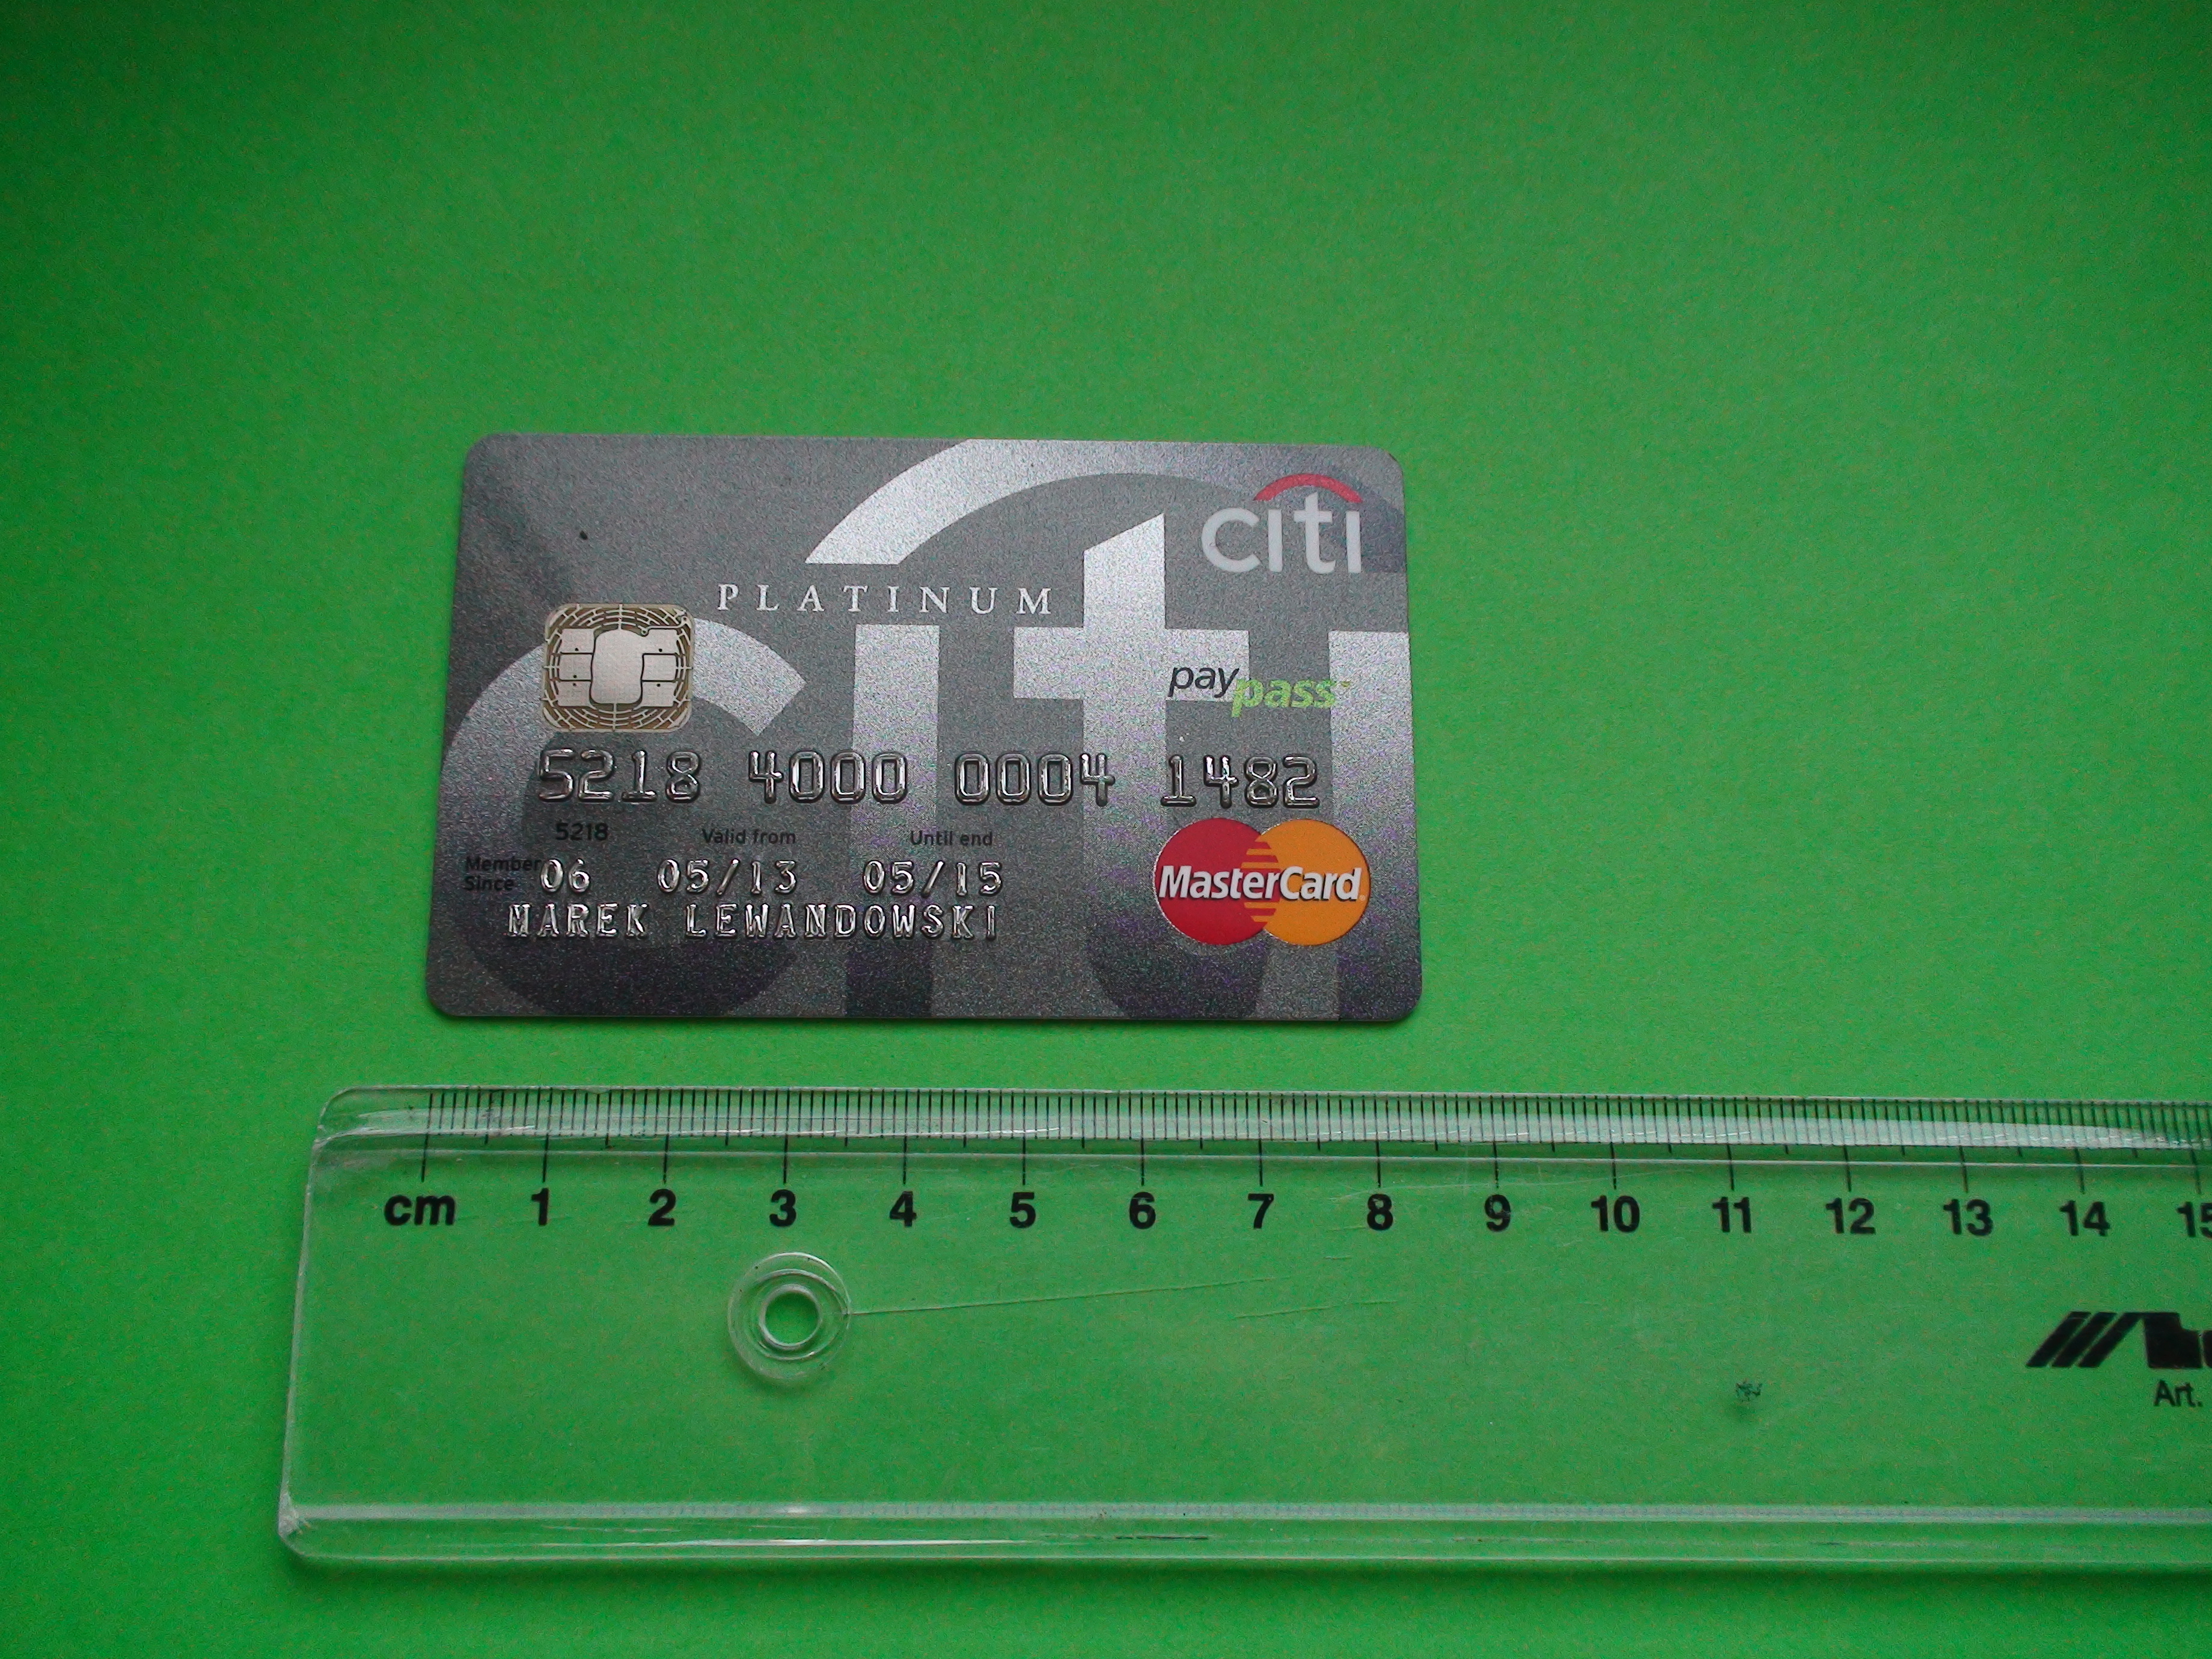 citi
PLATINUM
paypass
5218 4000 0004 1482
5218 Valid from Until end
Member Since 06 05/13 05/15
MAREK LEWANDOWSKI
MasterCard
cm 1 2 3 4 5 6 7 8 9 10 11 12 13 14 15
Art.